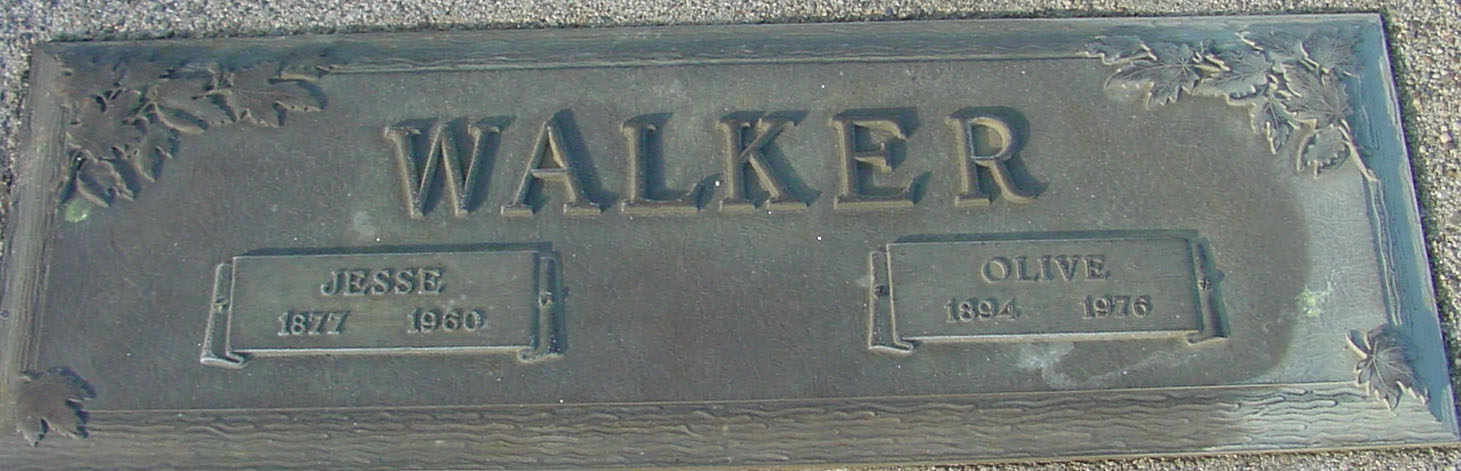 WALKER
JESSE
1877 1960
OLIVE
1894 1976